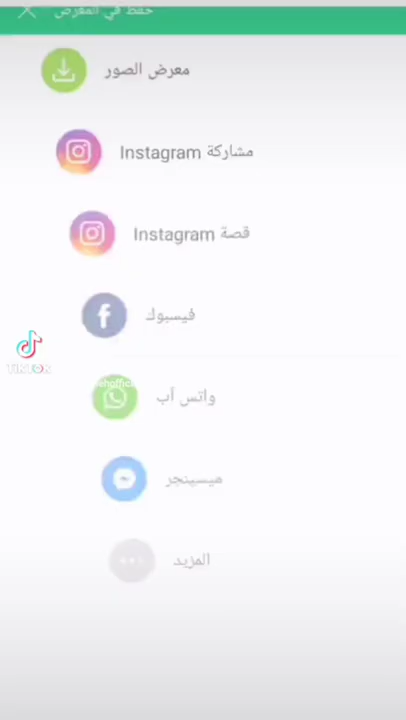 حفظ في المعرض
معرض الصور
مشاركة Instagram
قصة Instagram
فيسبوك
TikTok
واتس آب
ميسينجر
المزيد